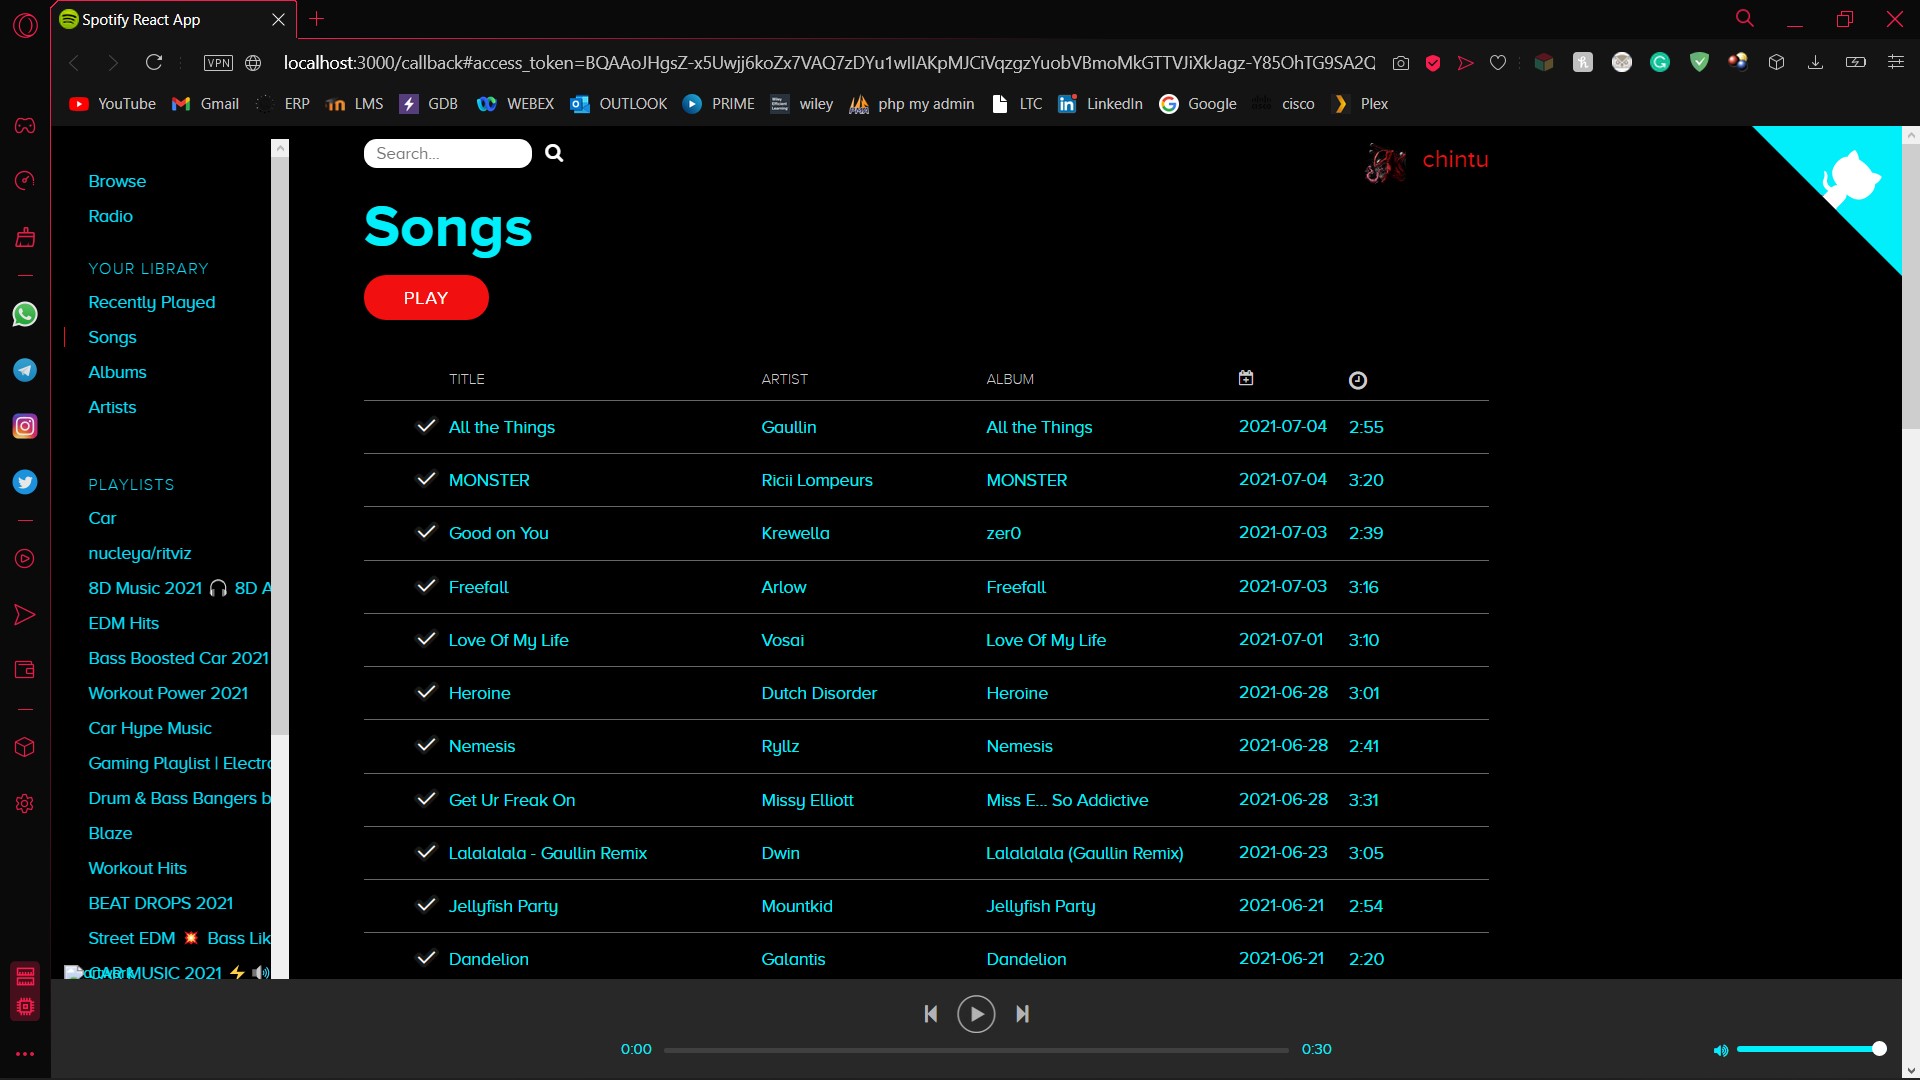 Spotify React App
VPN
localhost:3000/callback#access_token=BQAAoJHgsZ-x5Uwjj6koZx7VAQ7zDYu1wIIAKpMJCiVqzgzYuobVBmoMkGTTVJiXkJagz-Y85OhTG9SA2C
YouTube Gmail ERP LMS GDB WEBEX OUTLOOK PRIME wiley php my admin LTC LinkedIn Google cisco Plex
Search...
chintu
Browse
Radio
YOUR LIBRARY
Recently Played
Songs
Albums
Artists
PLAYLISTS
Car
nucleya/ritviz
8D Music 2021 🎧 8D A
EDM Hits
Bass Boosted Car 2021
Workout Power 2021
Car Hype Music
Gaming Playlist | Electro
Drum & Bass Bangers b
Blaze
Workout Hits
BEAT DROPS 2021
Street EDM 💥 Bass Lik
CAR MUSIC 2021 ⚡ 🔊
Songs
PLAY
TITLE ARTIST ALBUM
All the Things Gaullin All the Things 2021-07-04 2:55
MONSTER Ricii Lompeurs MONSTER 2021-07-04 3:20
Good on You Krewella zer0 2021-07-03 2:39
Freefall Arlow Freefall 2021-07-03 3:16
Love Of My Life Vosai Love Of My Life 2021-07-01 3:10
Heroine Dutch Disorder Heroine 2021-06-28 3:01
Nemesis Ryllz Nemesis 2021-06-28 2:41
Get Ur Freak On Missy Elliott Miss E... So Addictive 2021-06-28 3:31
Lalalalala - Gaullin Remix Dwin Lalalalala (Gaullin Remix) 2021-06-23 3:05
Jellyfish Party Mountkid Jellyfish Party 2021-06-21 2:54
Dandelion Galantis Dandelion 2021-06-21 2:20
0:00
0:30